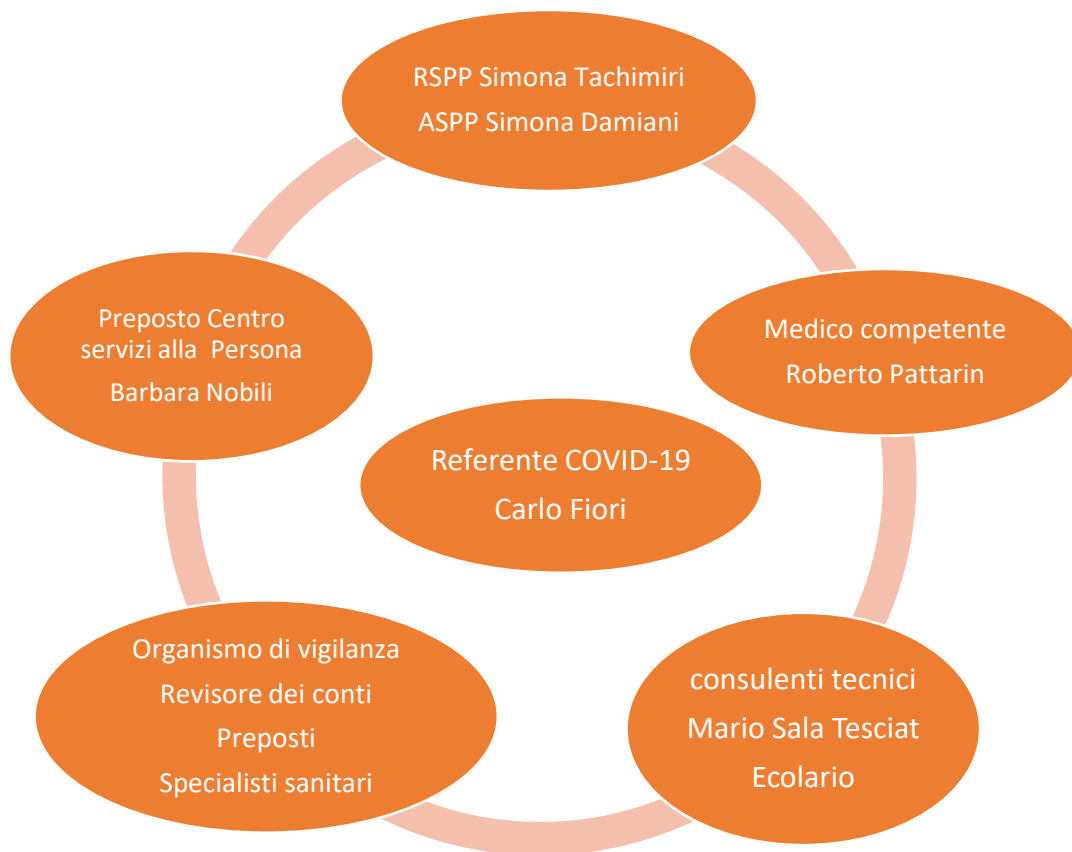 RSPP Simona Tachimiri
ASPP Simona Damiani
Preposto Centro
servizi alla Persona
Barbara Nobili
Medico competente
Roberto Pattarin
Referente COVID-19
Carlo Fiori
Organismo di vigilanza
Revisore dei conti
Preposti
Specialisti sanitari
consulenti tecnici
Mario Sala Tesciat
Ecolario